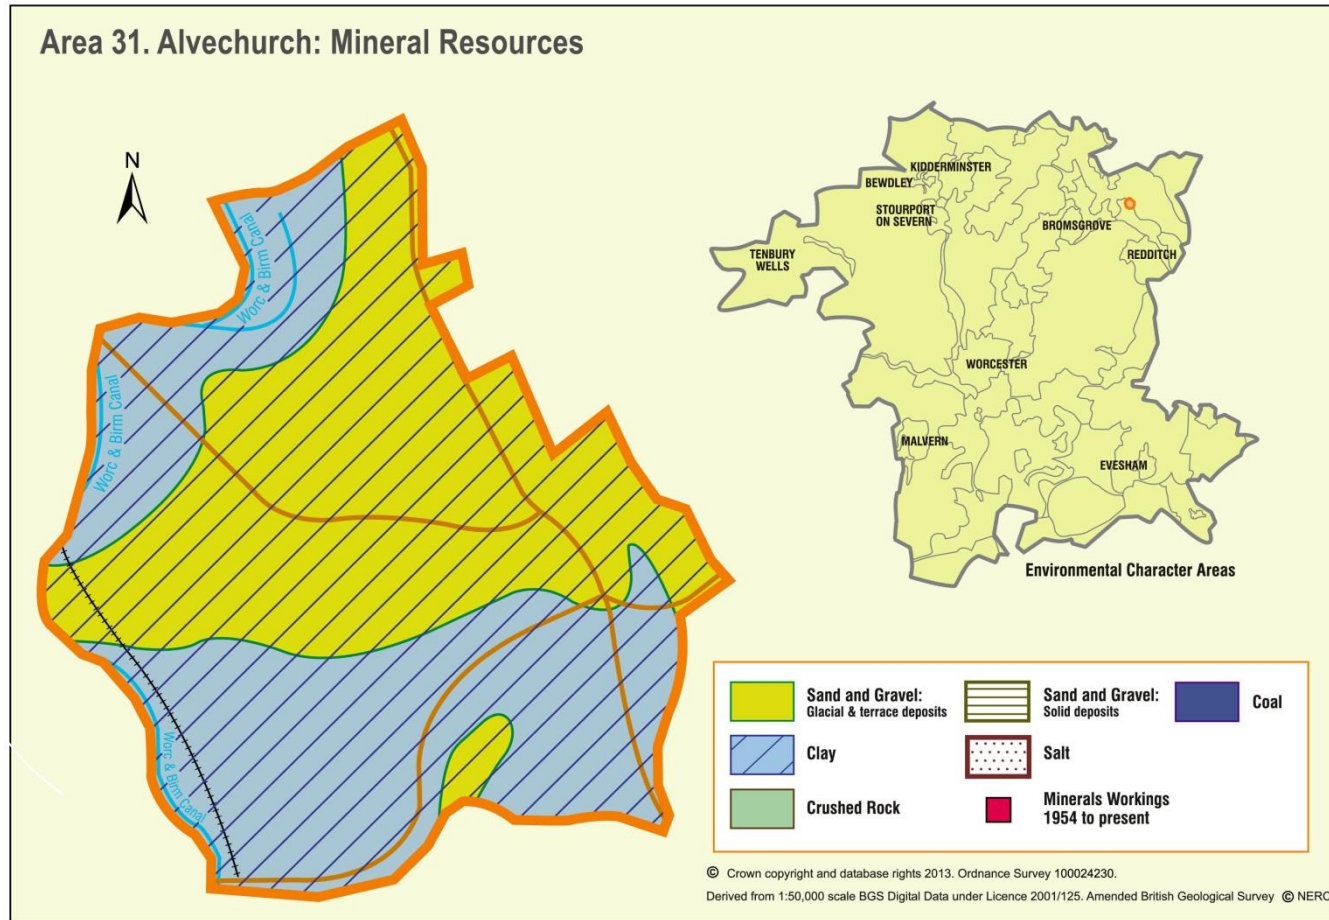 Area 31. Alvechurch: Mineral Resources
N
Worc & Birm Canal
Worc & Birm Canal
Worc & Birm Canal
KIDDERMINSTER
BEWDLEY
STOURPORT
ON SEVERN
BROMSGROVE
TENBURY
WELLS
REDDITCH
WORCESTER
MALVERN
EVESHAM
Environmental Character Areas
Sand and Gravel:
Glacial & terrace deposits
Sand and Gravel:
Solid deposits
Coal
Clay
Salt
Crushed Rock
Minerals Workings
1954 to present
© Crown copyright and database rights 2013. Ordnance Survey 100024230.
Derived from 1:50,000 scale BGS Digital Data under Licence 2001/125. Amended British Geological Survey © NERC